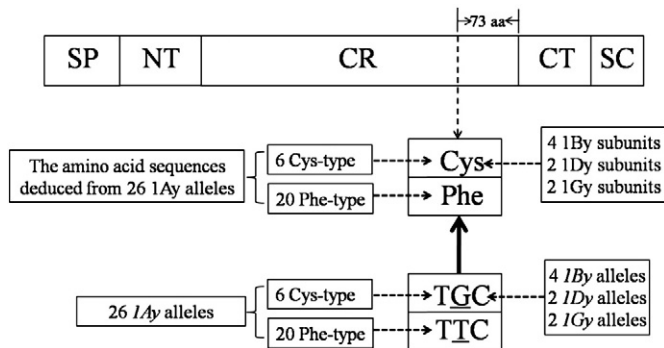 73 aa
SP NT CR CT SC
The amino acid sequences
deduced from 26 1Ay alleles
6 Cys-type
20 Phe-type
Cys
Phe
4 1By subunits
2 1Dy subunits
2 1Gy subunits
26 1Ay alleles
6 Cys-type
20 Phe-type
TGC
TTC
4 1By alleles
2 1Dy alleles
2 1Gy alleles